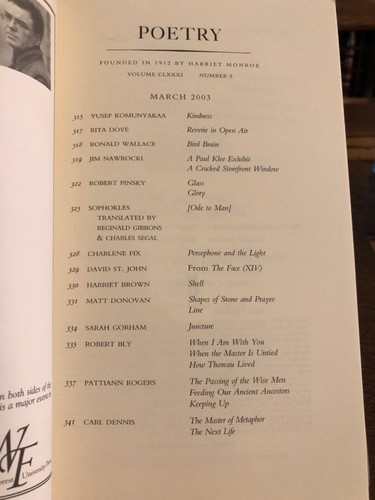 POETRY
FOUNDED IN 1912 BY HARRIET MONROE
VOLUME CLXXXI NUMBER 5
MARCH 2003
315 YUSEF KOMUNYAKAA Kindness
317 RITA DOVE Reverie in Open Air
318 RONALD WALLACE Bird Brain
319 JIM NAWROCKI A Paul Klee Exhibit
A Cracked Storefront Window
322 ROBERT PINSKY Glass
Glory
325 SOPHOKLES [Ode to Man]
TRANSLATED BY
REGINALD GIBBONS
& CHARLES SEGAL
328 CHARLENE FIX Persephone and the Light
329 DAVID ST. JOHN From The Face (XIV)
330 HARRIET BROWN Shell
331 MATT DONOVAN Shapes of Stone and Prayer
Line
334 SARAH GORHAM Juncture
335 ROBERT BLY When I Am With You
When the Master Is Untied
How Thoreau Lived
337 PATTIANN ROGERS The Passing of the Wise Men
Feeding Our Ancient Ancestors
Keeping Up
341 CARL DENNIS The Master of Metaphor
The Next Life
n both sides of the
is a major event
orest University Pre